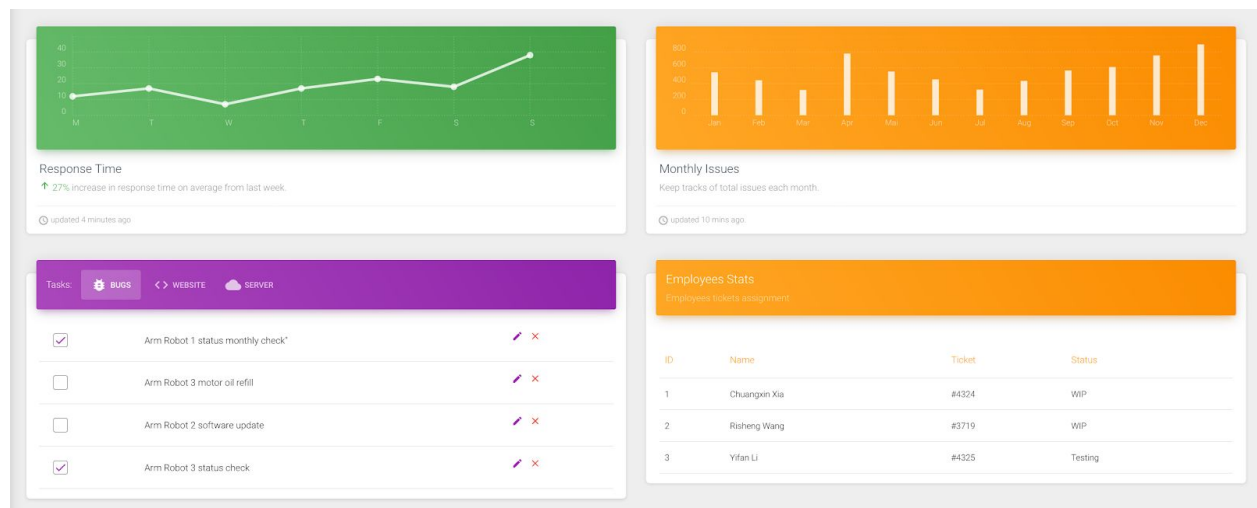 40
30
20
10
0
M T W T F S S
Response Time
27% increase in response time on average from last week.
updated 4 minutes ago
800
600
400
200
0
Jan Feb Mar Apr Mai Jun Jul Aug Sep Oct Nov Dec
Monthly Issues
Keep tracks of total issues each month.
updated 10 mins ago
Tasks: BUGS WEBSITE SERVER
Arm Robot 1 status monthly check"
Arm Robot 3 motor oil refill
Arm Robot 2 software update
Arm Robot 3 status check
Employees Stats
Employees tickets assignment
ID Name Ticket Status
1 Chuangxin Xia #4324 WIP
2 Risheng Wang #3719 WIP
3 Yifan Li #4325 Testing